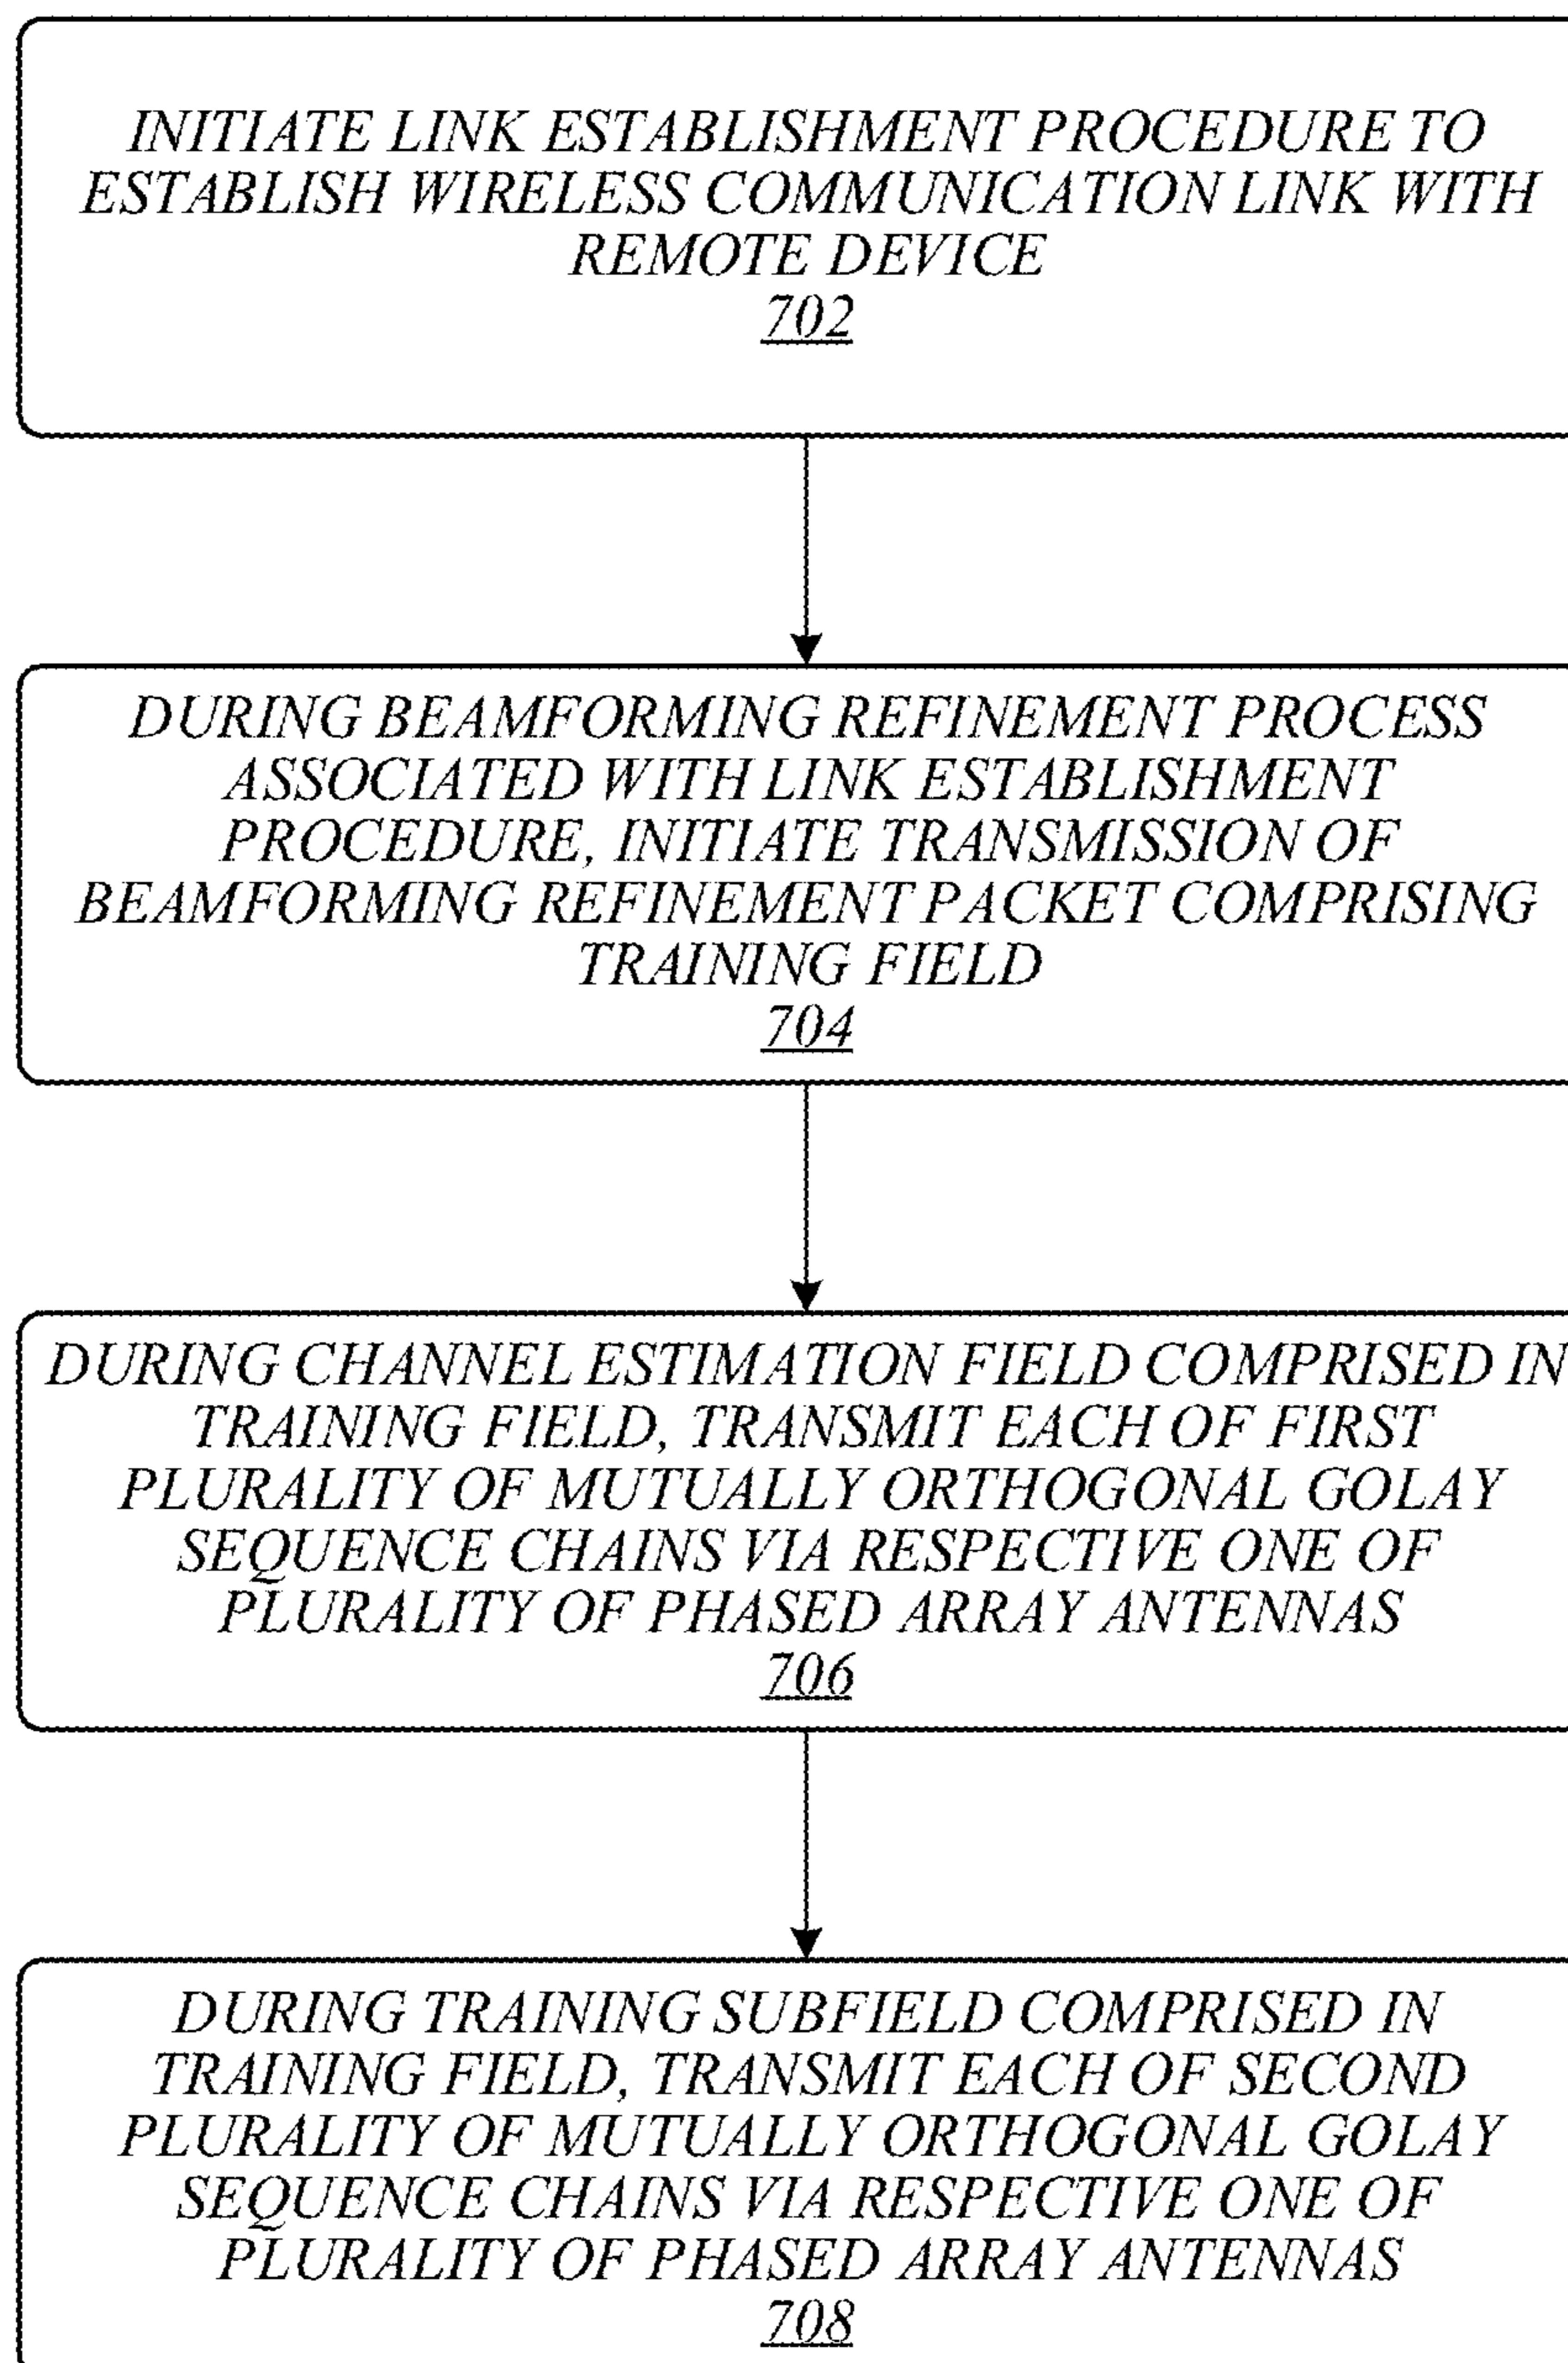 INITIATE LINK ESTABLISHMENT PROCEDURE TO
ESTABLISH WIRELESS COMMUNICATION LINK WITH
REMOTE DEVICE
702
DURING BEAMFORMING REFINEMENT PROCESS
ASSOCIATED WITH LINK ESTABLISHMENT
PROCEDURE, INITIATE TRANSMISSION OF
BEAMFORMING REFINEMENT PACKET COMPRISING
TRAINING FIELD
704
DURING CHANNEL ESTIMATION FIELD COMPRISED IN
TRAINING FIELD, TRANSMIT EACH OF FIRST
PLURALITY OF MUTUALLY ORTHOGONAL GOLAY
SEQUENCE CHAINS VIA RESPECTIVE ONE OF
PLURALITY OF PHASED ARRAY ANTENNAS
706
DURING TRAINING SUBFIELD COMPRISED IN
TRAINING FIELD, TRANSMIT EACH OF SECOND
PLURALITY OF MUTUALLY ORTHOGONAL GOLAY
SEQUENCE CHAINS VIA RESPECTIVE ONE OF
PLURALITY OF PHASED ARRAY ANTENNAS
708